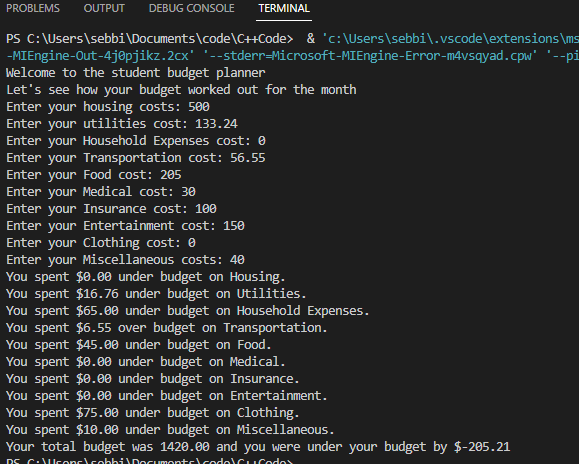 PROBLEMS OUTPUT DEBUG CONSOLE TERMINAL
PS C:\Users\sebbi\Documents\code\C++Code> & 'c:\Users\sebbi\.vscode\extensions\ms
-MIEngine-Out-4j0pjikz.2cx' '--stderr=Microsoft-MIEngine-Error-m4vsqyad.cpw' '--pi
Welcome to the student budget planner
Let's see how your budget worked out for the month
Enter your housing costs: 500
Enter your utilities cost: 133.24
Enter your Household Expenses cost: 0
Enter your Transportation cost: 56.55
Enter your Food cost: 205
Enter your Medical cost: 30
Enter your Insurance cost: 100
Enter your Entertainment cost: 150
Enter your Clothing cost: 0
Enter your Miscellaneous costs: 40
You spent $0.00 under budget on Housing.
You spent $16.76 under budget on Utilities.
You spent $65.00 under budget on Household Expenses.
You spent $6.55 over budget on Transportation.
You spent $45.00 under budget on Food.
You spent $0.00 under budget on Medical.
You spent $0.00 under budget on Insurance.
You spent $0.00 under budget on Entertainment.
You spent $75.00 under budget on Clothing.
You spent $10.00 under budget on Miscellaneous.
Your total budget was 1420.00 and you were under your budget by $-205.21
PS C:\Users\sebbi\Documents\code\C++Code>